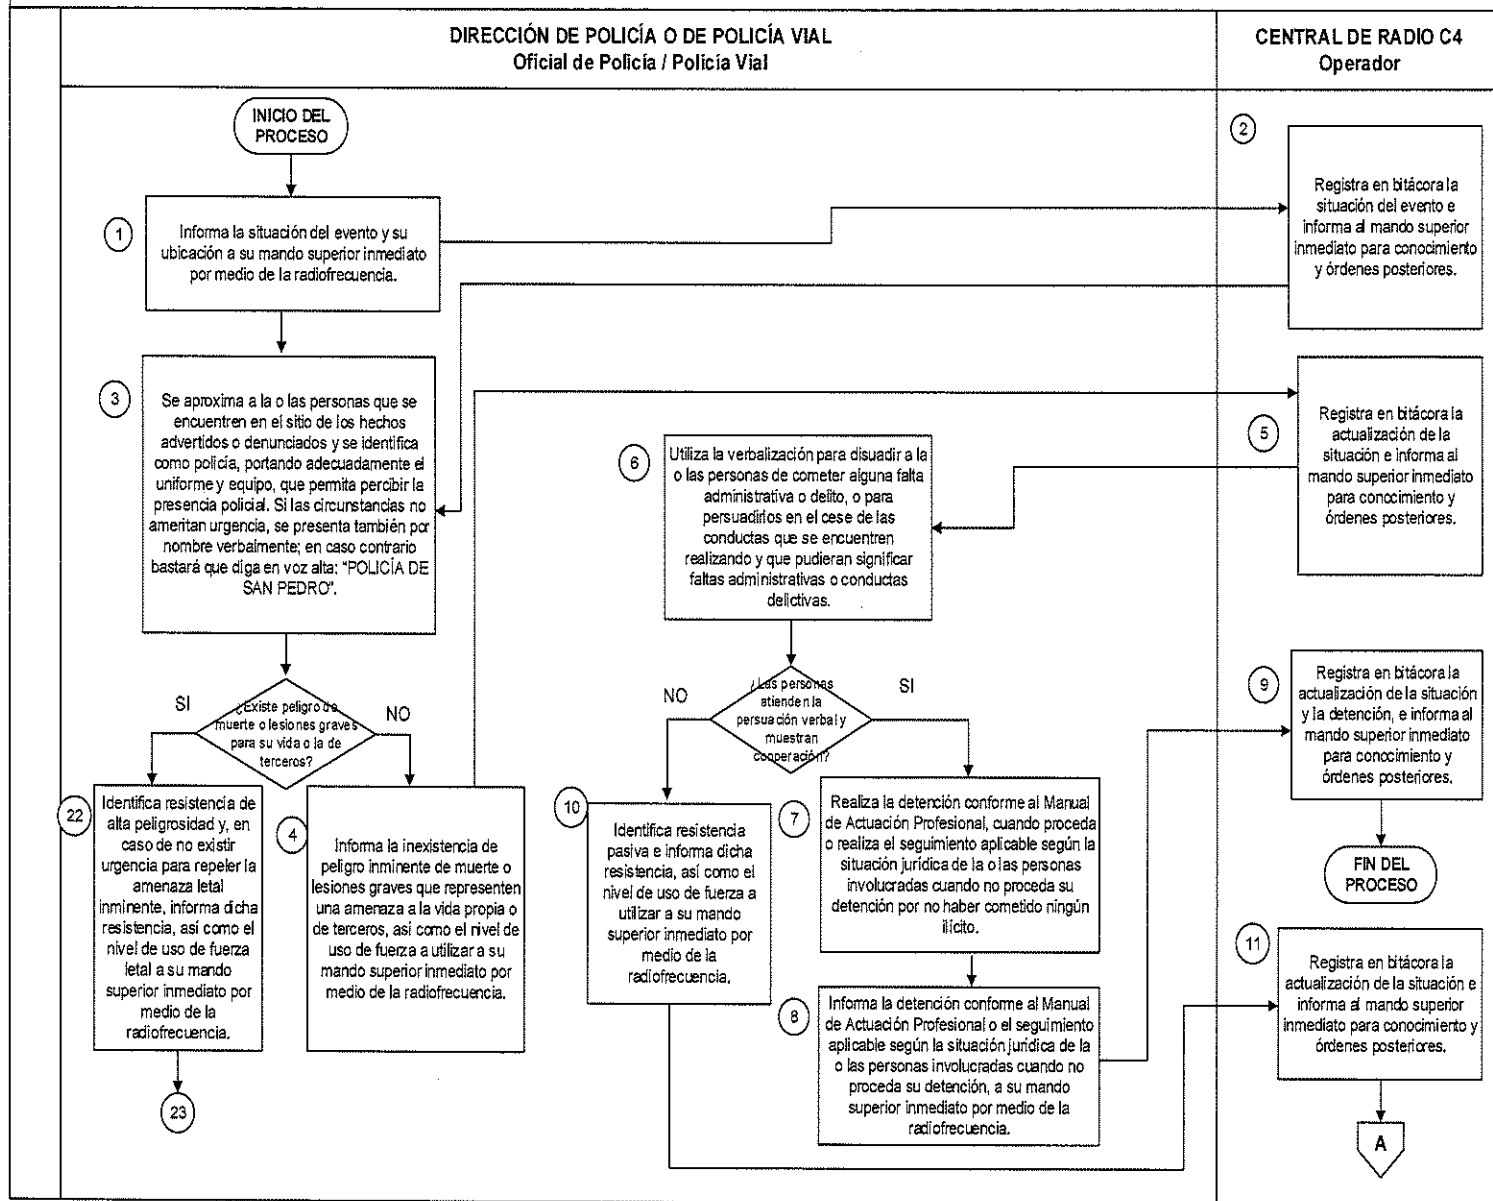 DIRECCIÓN DE POLICÍA O DE POLICÍA VIAL
Oficial de Policía / Policía Vial
CENTRAL DE RADIO C4
Operador
INICIO DEL
PROCESO
1
Informa la situación del evento y su
ubicación a su mando superior inmediato
por medio de la radiofrecuencia.
2
Registra en bitácora la
situación del evento e
informa al mando superior
inmediato para conocimiento
y órdenes posteriores.
3
Se aproxima a la o las personas que se
encuentren en el sitio de los hechos
advertidos o denunciados y se identifica
como policía, portando adecuadamente el
uniforme y equipo, que permita percibir la
presencia policial. Si las circunstancias no
ameritan urgencia, se presenta también por
nombre verbalmente; en caso contrario
bastará que diga en voz alta: "POLICÍA DE
SAN PEDRO".
¿Existe peligro de
muerte o lesiones graves
para su vida o la de
terceros?
SI
NO
22
Identifica resistencia de
alta peligrosidad y, en
caso de no existir
urgencia para repeler la
amenaza letal
inminente, informa dicha
resistencia, así como el
nivel de uso de fuerza
letal a su mando
superior inmediato por
medio de la
radiofrecuencia.
23
4
Informa la inexistencia de
peligro inminente de muerte o
lesiones graves que representen
una amenaza a la vida propia o
de terceros, así como el nivel de
uso de fuerza a utilizar a su
mando superior inmediato por
medio de la radiofrecuencia.
5
Registra en bitácora la
actualización de la
situación e informa al
mando superior inmediato
para conocimiento y
órdenes posteriores.
6
Utiliza la verbalización para disuadir a la
o las personas de cometer alguna falta
administrativa o delito, o para
persuadirlos en el cese de las
conductas que se encuentren
realizando y que pudieran significar
faltas administrativas o conductas
delictivas.
¿Las personas
atienden la
persuación verbal y
muestran
cooperación?
NO
SI
10
Identifica resistencia
pasiva e informa dicha
resistencia, así como el
nivel de uso de fuerza a
utilizar a su mando
superior inmediato por
medio de la
radiofrecuencia.
7
Realiza la detención conforme al Manual
de Actuación Profesional, cuando proceda
o realiza el seguimiento aplicable según la
situación jurídica de la o las personas
involucradas cuando no proceda su
detención por no haber cometido ningún
ilícito.
8
Informa la detención conforme al Manual
de Actuación Profesional o el seguimiento
aplicable según la situación jurídica de la
o las personas involucradas cuando no
proceda su detención, a su mando
superior inmediato por medio de la
radiofrecuencia.
9
Registra en bitácora la
actualización de la situación
y la detención, e informa al
mando superior inmediato
para conocimiento y
órdenes posteriores.
FIN DEL
PROCESO
11
Registra en bitácora la
actualización de la situación e
informa al mando superior
inmediato para conocimiento y
órdenes posteriores.
A